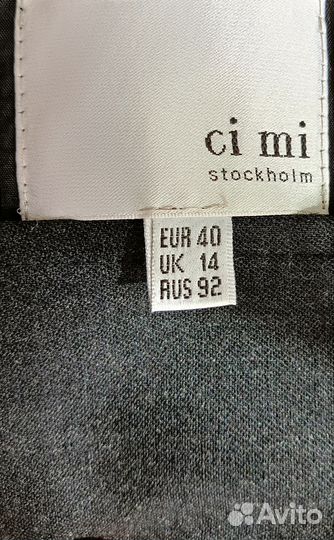 ci mi
stockholm
EUR 40
UK 14
RUS 92
Avito